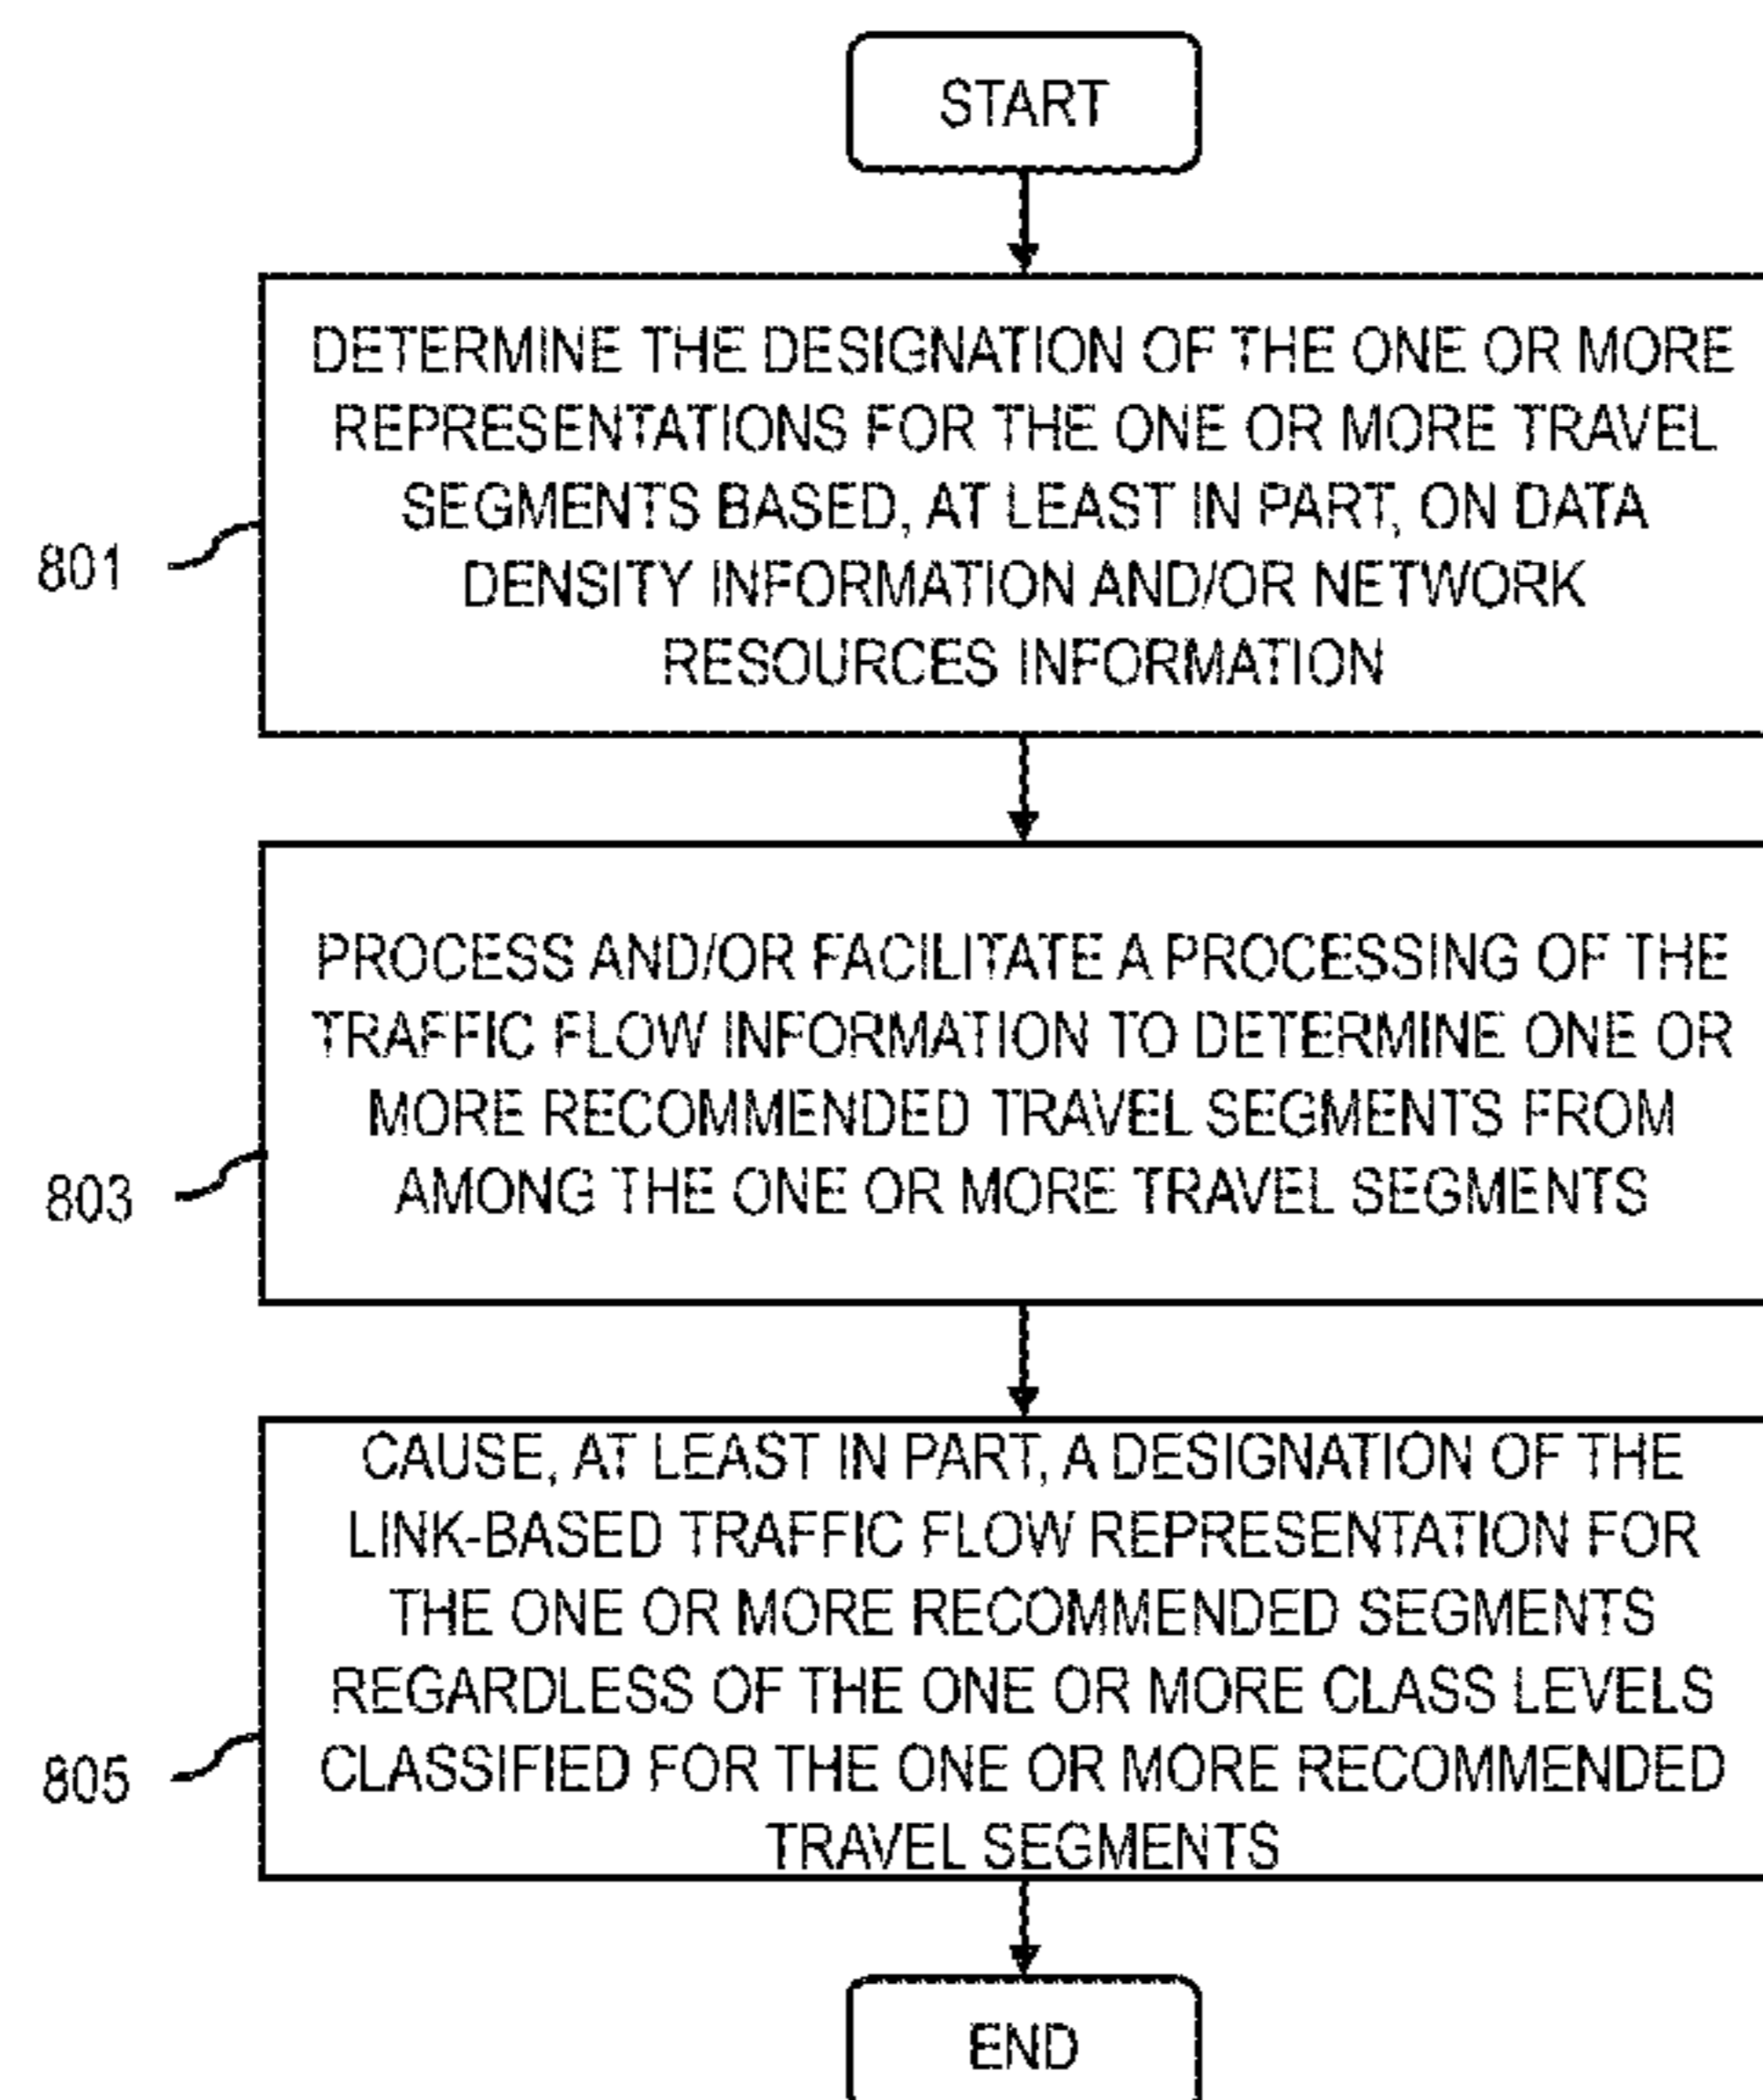 START
DETERMINE THE DESIGNATION OF THE ONE OR MORE
REPRESENTATIONS FOR THE ONE OR MORE TRAVEL
SEGMENTS BASED, AT LEAST IN PART, ON DATA
DENSITY INFORMATION AND/OR NETWORK
RESOURCES INFORMATION
801
PROCESS AND/OR FACILITATE A PROCESSING OF THE
TRAFFIC FLOW INFORMATION TO DETERMINE ONE OR
MORE RECOMMENDED TRAVEL SEGMENTS FROM
AMONG THE ONE OR MORE TRAVEL SEGMENTS
803
CAUSE, AT LEAST IN PART, A DESIGNATION OF THE
LINK-BASED TRAFFIC FLOW REPRESENTATION FOR
THE ONE OR MORE RECOMMENDED SEGMENTS
REGARDLESS OF THE ONE OR MORE CLASS LEVELS
CLASSIFIED FOR THE ONE OR MORE RECOMMENDED
TRAVEL SEGMENTS
805
END